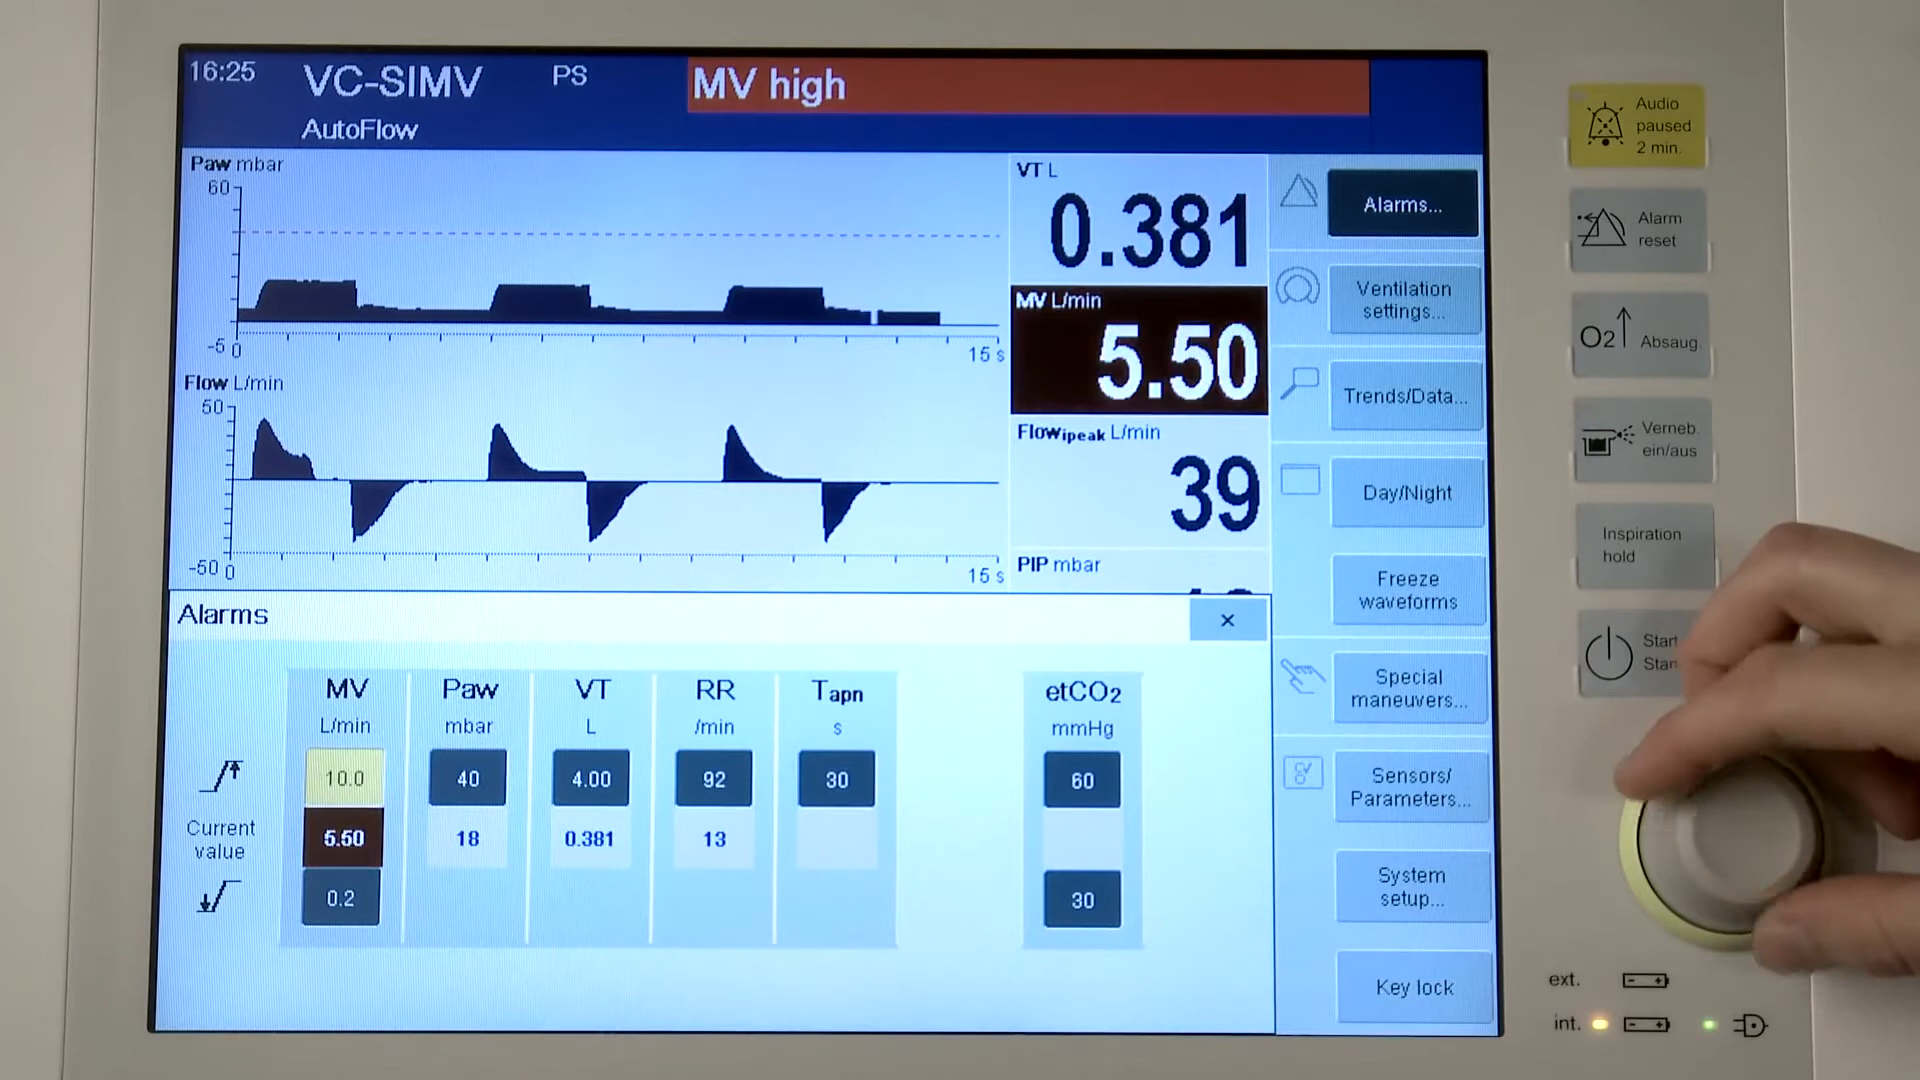 16:25
VC-SIMV
PS
MV high
AutoFlow
Paw mbar
60
-5
0
15 s
Flow L/min
50
-50
0
15 s
VT L
0.381
MV L/min
5.50
Flowipeak L/min
39
PIP mbar
Alarms...
Ventilation
settings...
Trends/Data...
Day/Night
Freeze
waveforms
Special
maneuvers...
Sensors/
Parameters...
System
setup...
Key lock
Alarms
×
MV Paw VT RR Tapn etCO2
L/min mbar L /min s mmHg
10.0 40 4.00 92 30 60
Current
value
5.50 18 0.381 13
0.2 30
Audio
paused
2 min.
Alarm
reset
O2 Absaug.
Verneb.
ein/aus
Inspiration
hold
Start
ext.
int.